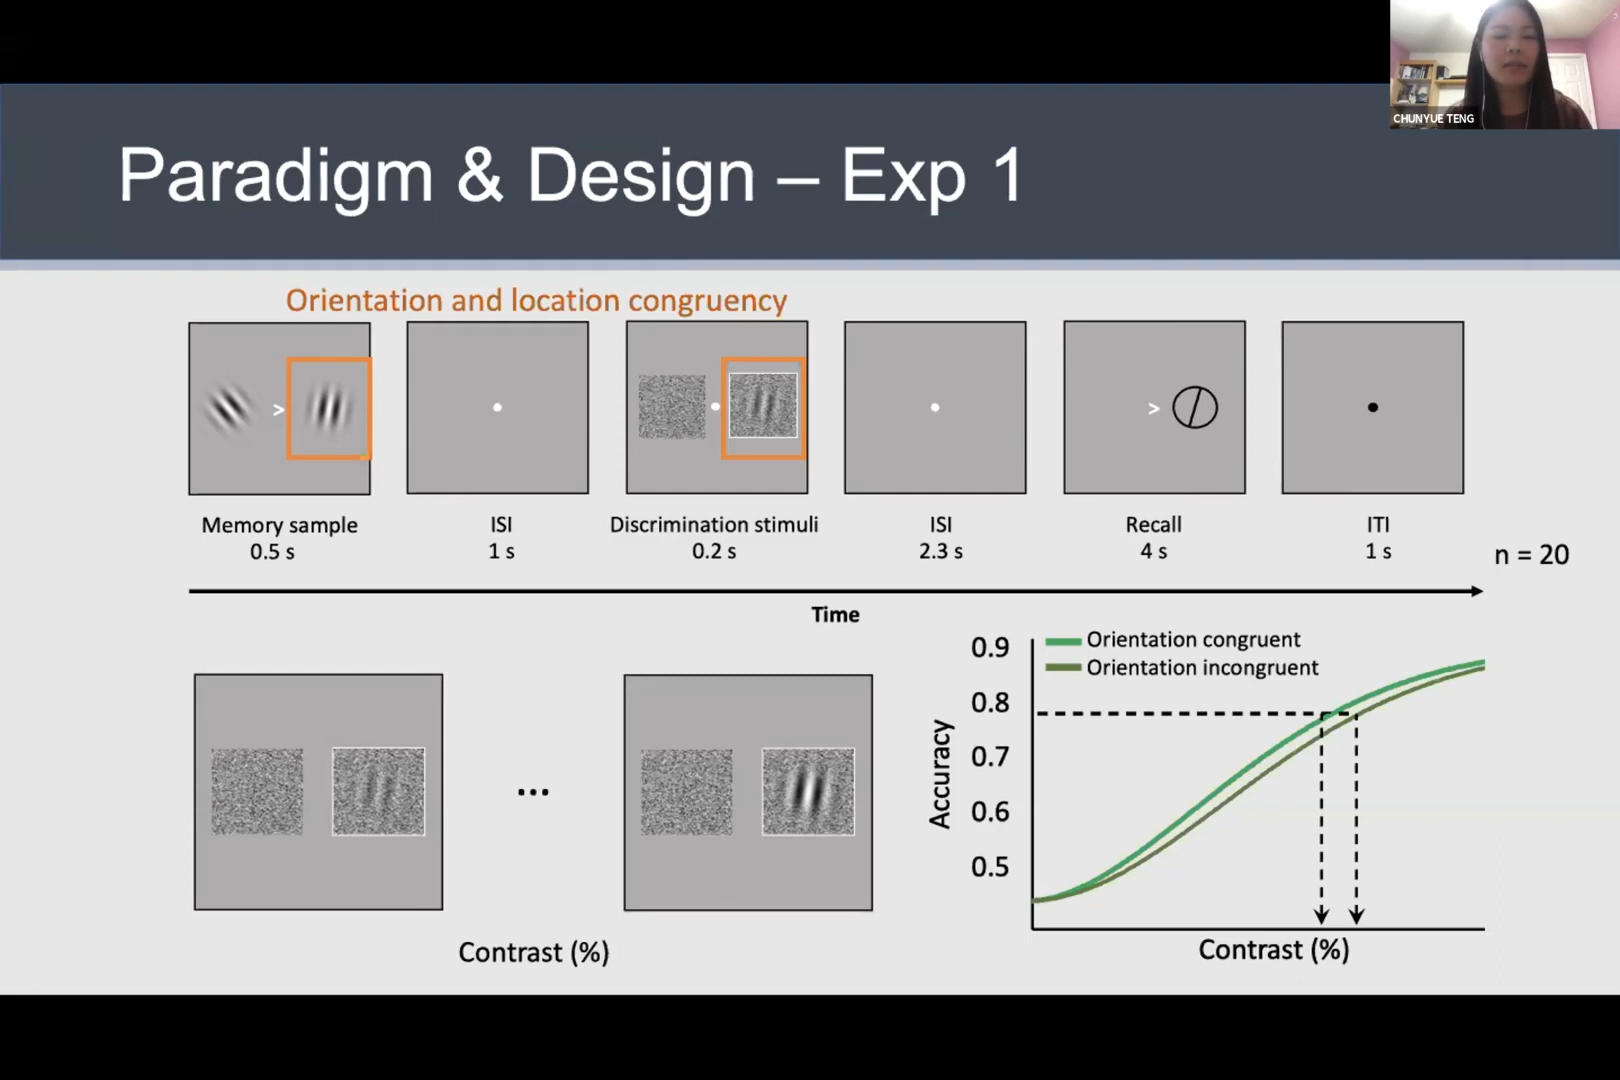 CHUNYUE TENG
Paradigm & Design – Exp 1
Orientation and location congruency
>
>
Memory sample
0.5 s
ISI
1 s
Discrimination stimuli
0.2 s
ISI
2.3 s
Recall
4 s
ITI
1 s
n = 20
Time
...
Contrast (%)
Orientation congruent
Orientation incongruent
0.9
0.8
0.7
0.6
0.5
Accuracy
Contrast (%)